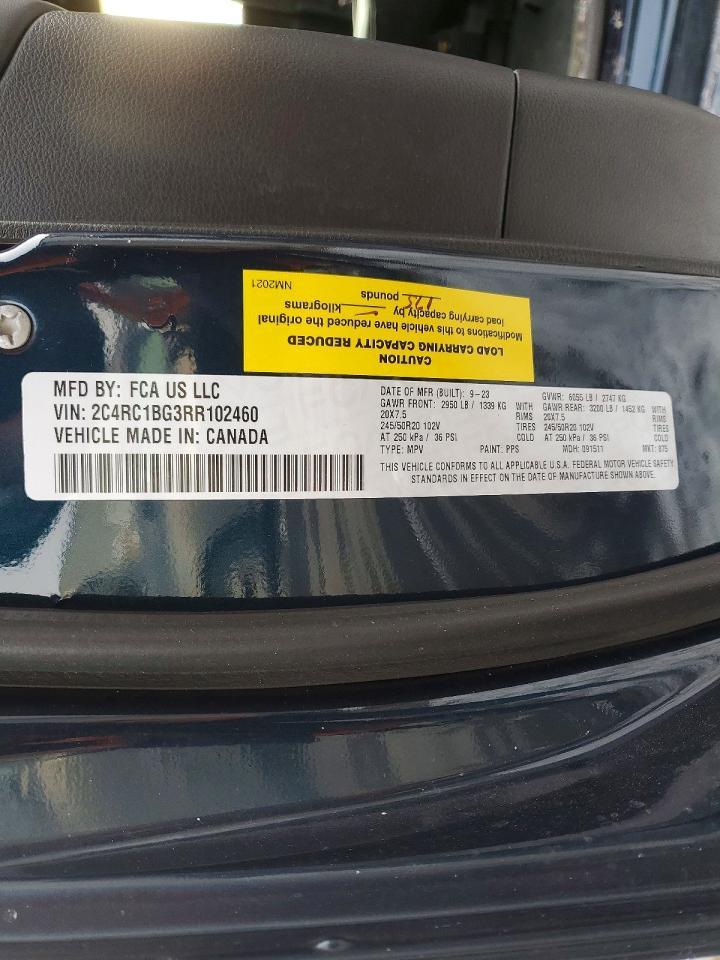 CAUTION
LOAD CARRYING CAPACITY REDUCED
Modifications to this vehicle have reduced the original
load carrying capacity by kilograms
pounds
NM2021
MFD BY: FCA US LLC
VIN: 2C4RC1BG3RR102460
VEHICLE MADE IN: CANADA
DATE OF MFR (BUILT): 9-23 GVWR: 6055 LB / 2747 KG
GAWR FRONT: 2950 LB / 1339 KG WITH GAWR REAR: 3200 LB / 1452 KG WITH
20X7.5 RIMS 20X7.5 RIMS
245/50R20 102V TIRES 245/50R20 102V TIRES
AT 250 kPa / 36 PSI COLD AT 250 kPa / 36 PSI COLD
TYPE: MPV PAINT: PPS MDH: 091511 MKT: 875
THIS VEHICLE CONFORMS TO ALL APPLICABLE U.S.A. FEDERAL MOTOR VEHICLE SAFETY
STANDARDS IN EFFECT ON THE DATE OF MANUFACTURE SHOWN ABOVE.